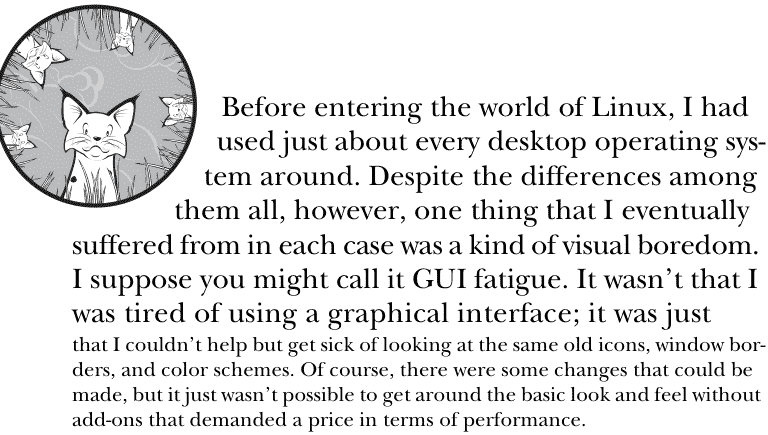 Before entering the world of Linux, I had
used just about every desktop operating sys-
tem around. Despite the differences among
them all, however, one thing that I eventually
suffered from in each case was a kind of visual boredom.
I suppose you might call it GUI fatigue. It wasn’t that I
was tired of using a graphical interface; it was just
that I couldn’t help but get sick of looking at the same old icons, window bor-
ders, and color schemes. Of course, there were some changes that could be
made, but it just wasn’t possible to get around the basic look and feel without
add-ons that demanded a price in terms of performance.